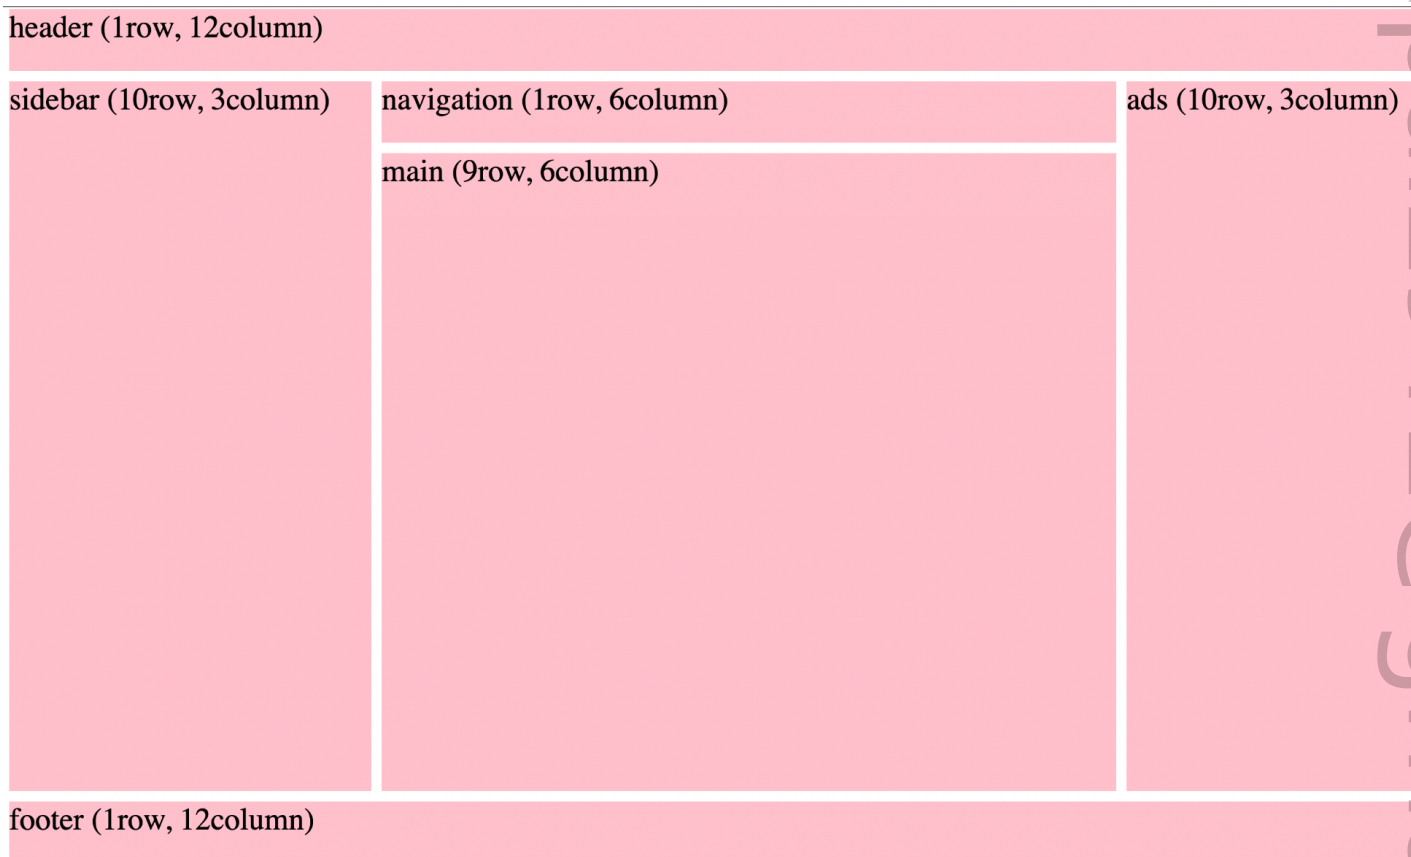 header (1row, 12column)
sidebar (10row, 3column)
navigation (1row, 6column)
ads (10row, 3column)
main (9row, 6column)
footer (1row, 12column)